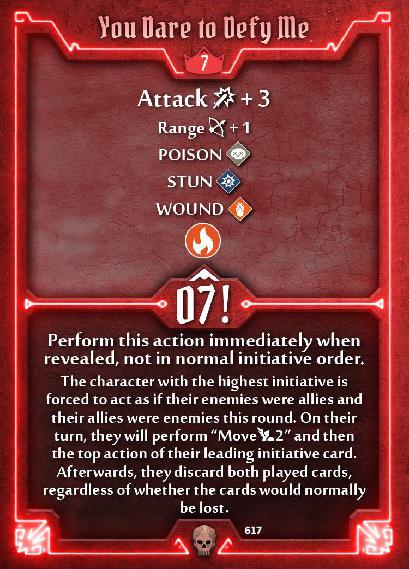 You Dare to Defy Me
7
Attack + 3
Range + 1
POISON
STUN
WOUND
07!
Perform this action immediately when
revealed, not in normal initiative order.
The character with the highest initiative is
forced to act as if their enemies were allies and
their allies were enemies this round. On their
turn, they will perform “Move 2” and then
the top action of their leading initiative card.
Afterwards, they discard both played cards,
regardless of whether the cards would normally
be lost.
617